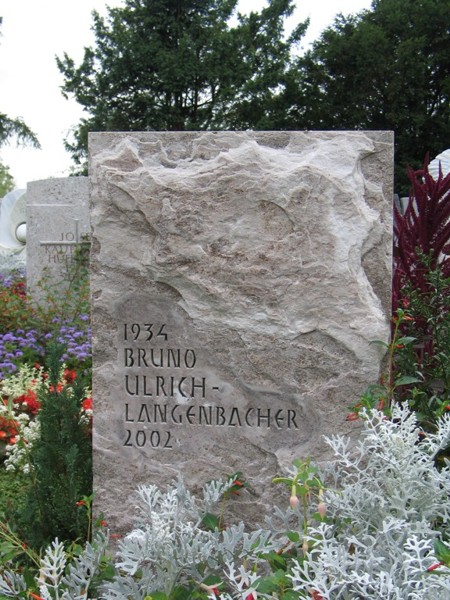 1934
BRUNO
ULRICH-
LANGENBACHER
2002